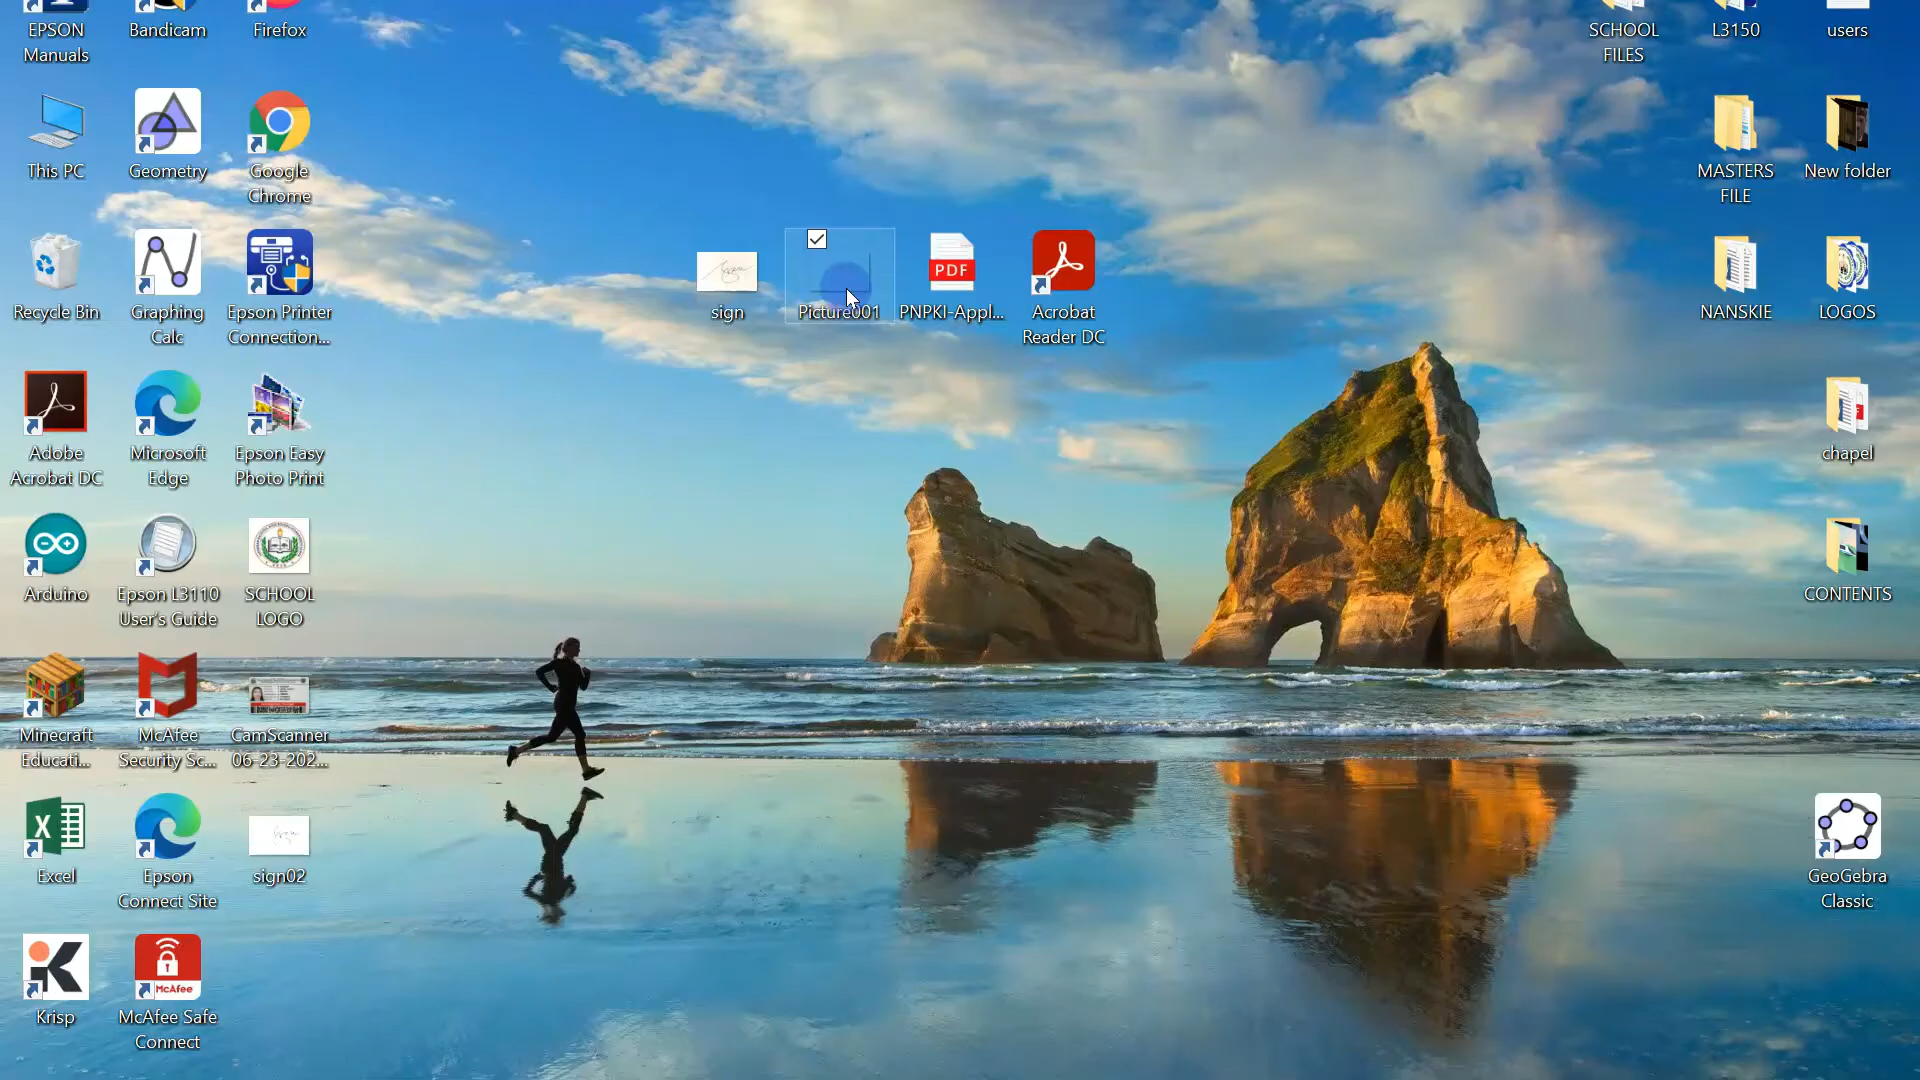 EPSON
Manuals
Bandicam
Firefox
SCHOOL
FILES
L3150
users
This PC
Geometry
Google
Chrome
MASTERS
FILE
New folder
Recycle Bin
Graphing
Calc
Epson Printer
Connection...
sign
Picture001
PDF
PNPKI-Appl...
Acrobat
Reader DC
NANSKIE
LOGOS
Adobe
Acrobat DC
Microsoft
Edge
Epson Easy
Photo Print
chapel
Arduino
Epson L3110
User's Guide
SCHOOL
LOGO
CONTENTS
Minecraft
Educati...
McAfee
Security Sc...
CamScanner
06-23-202...
Excel
Epson
Connect Site
sign02
GeoGebra
Classic
Krisp
McAfee
McAfee Safe
Connect